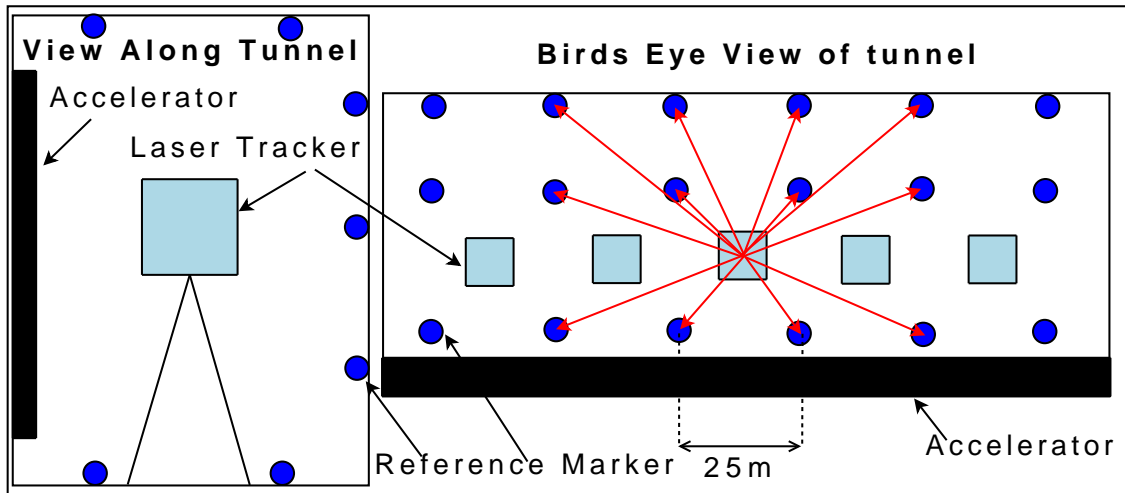 View Along Tunnel
Accelerator
Laser Tracker
Birds Eye View of tunnel
Reference Marker
25m
Accelerator